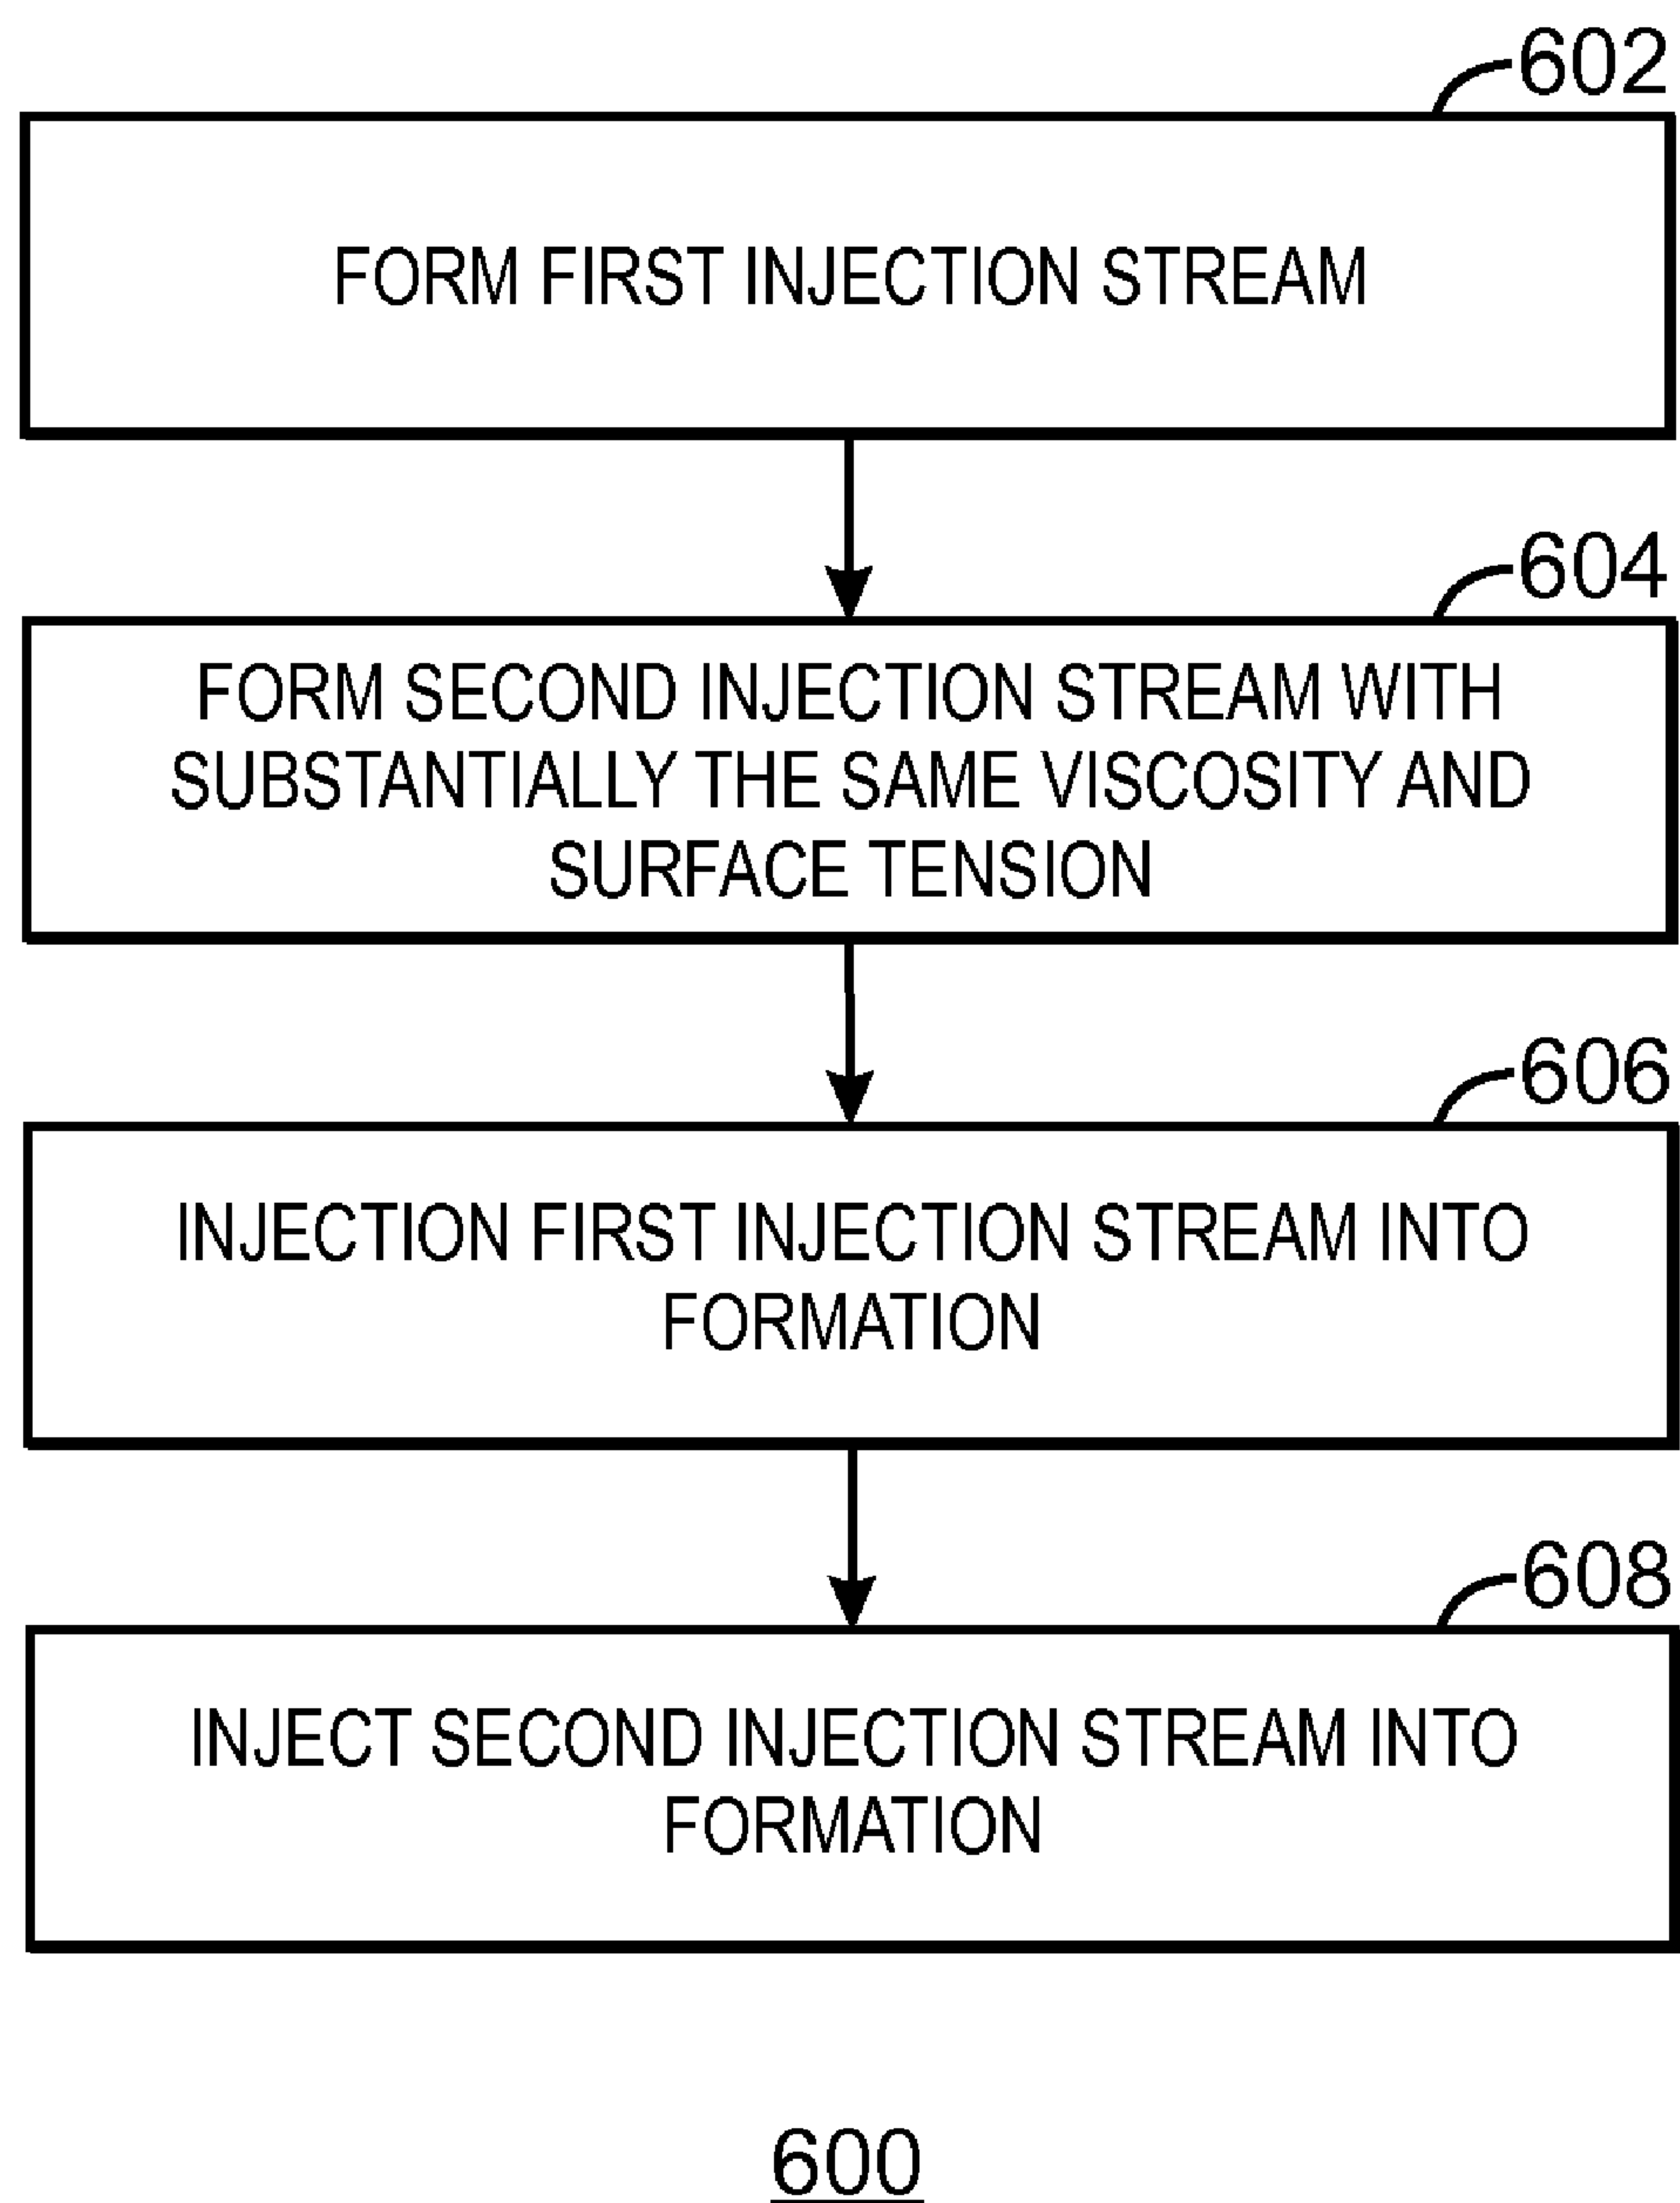 602
FORM FIRST INJECTION STREAM
604
FORM SECOND INJECTION STREAM WITH
SUBSTANTIALLY THE SAME VISCOSITY AND
SURFACE TENSION
606
INJECTION FIRST INJECTION STREAM INTO
FORMATION
608
INJECT SECOND INJECTION STREAM INTO
FORMATION
600